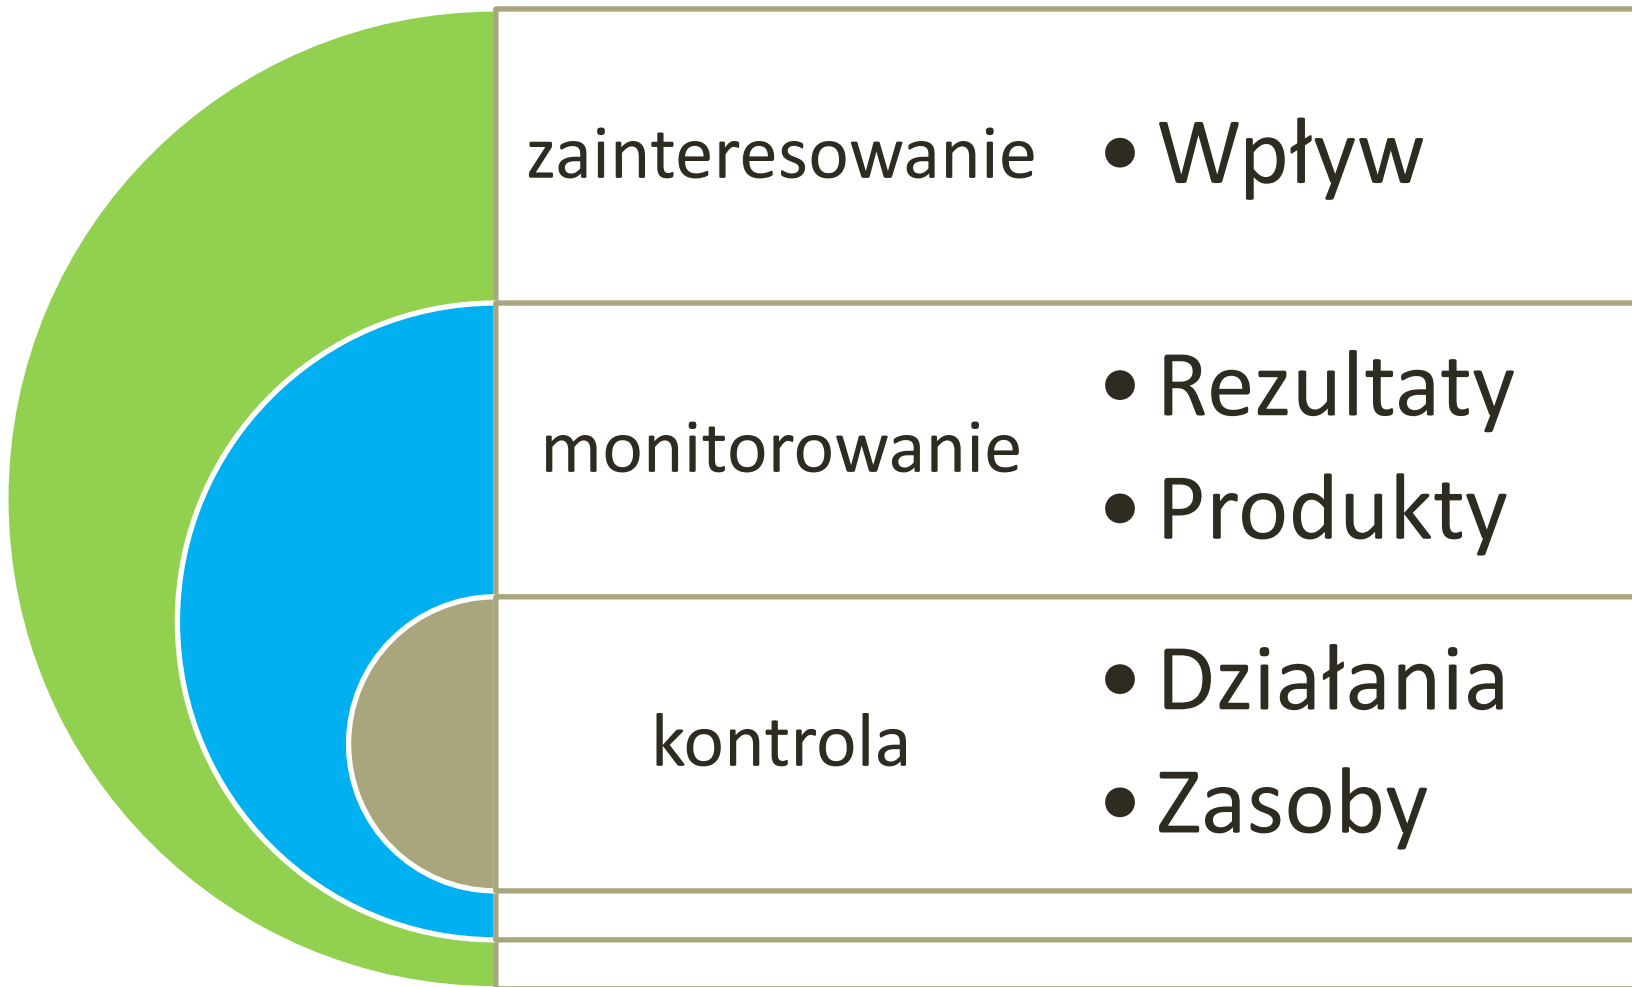 zainteresowanie
• Wpływ
monitorowanie
• Rezultaty
• Produkty
kontrola
• Działania
• Zasoby